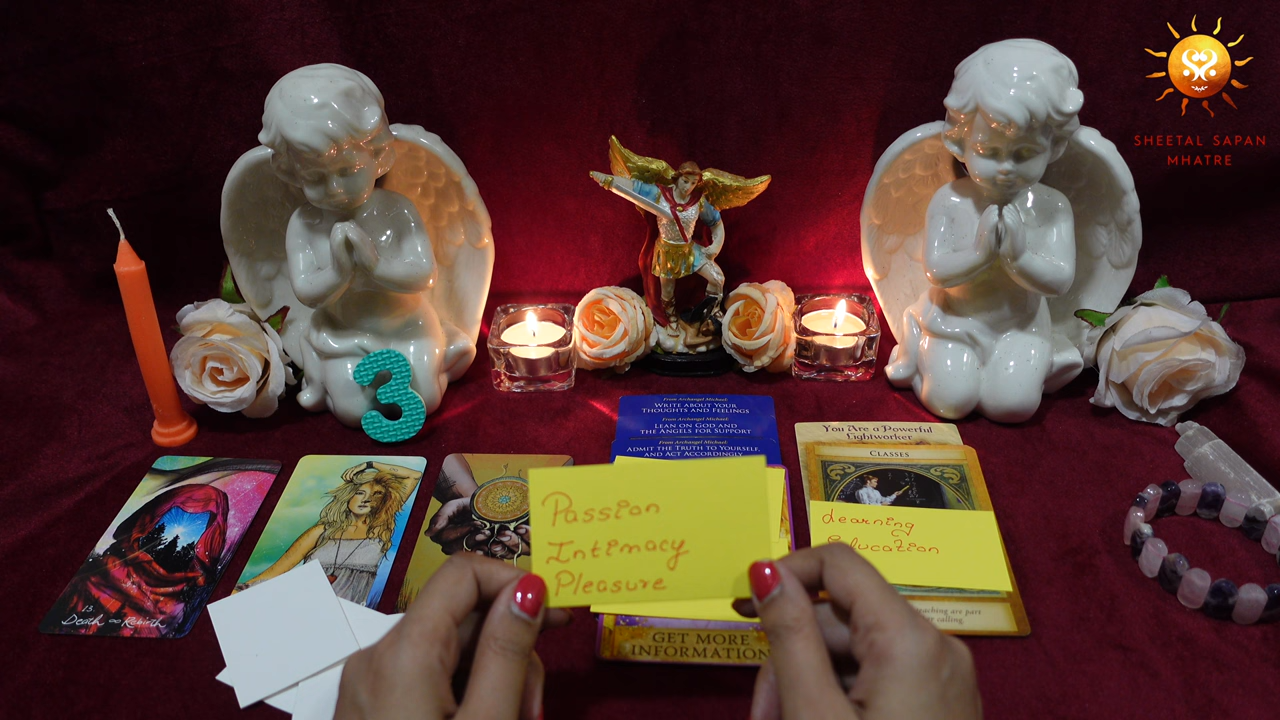 SHEETAL SAPAN
MHATRE
3
From Archangel Michael:
WRITE ABOUT YOUR
THOUGHTS AND FEELINGS
From Archangel Michael:
LEAN ON GOD AND
THE ANGELS FOR SUPPORT
From Archangel Michael:
ADMIT THE TRUTH TO YOURSELF,
AND ACT ACCORDINGLY
You Are a Powerful
Lightworker
CLASSES
Passion
Intimacy
Pleasure
Learning
Education
13.
Death ∞ Rebirth
GET MORE
INFORMATION
are part
calling.